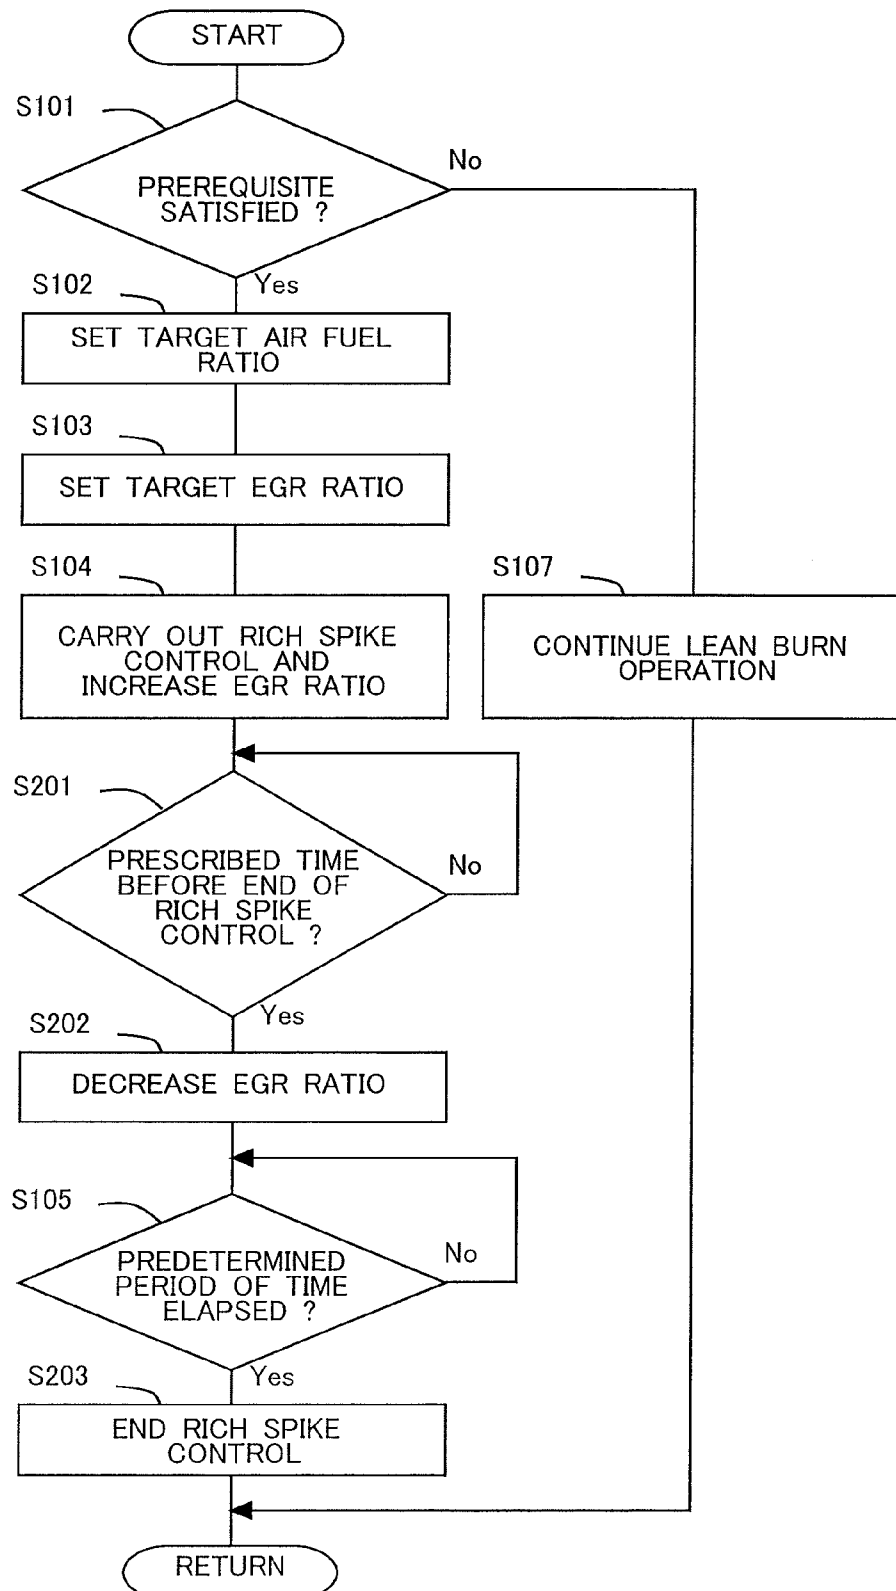 START
S101
No
PREREQUISITE
SATISFIED ?
Yes
S102
SET TARGET AIR FUEL
RATIO
S103
SET TARGET EGR RATIO
S104
CARRY OUT RICH SPIKE
CONTROL AND
INCREASE EGR RATIO
S107
CONTINUE LEAN BURN
OPERATION
S201
PRESCRIBED TIME
BEFORE END OF
RICH SPIKE
CONTROL ?
No
Yes
S202
DECREASE EGR RATIO
S105
PREDETERMINED
PERIOD OF TIME
ELAPSED ?
No
Yes
S203
END RICH SPIKE
CONTROL
RETURN